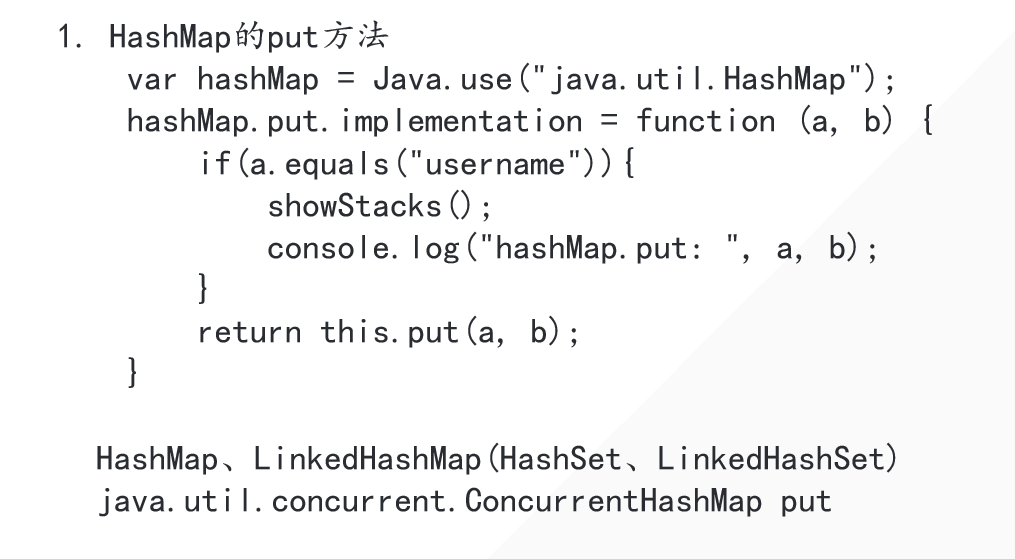 1. HashMap的put方法
var hashMap = Java.use("java.util.HashMap");
hashMap.put.implementation = function (a, b) {
if(a.equals("username")){
showStacks();
console.log("hashMap.put: ", a, b);
}
return this.put(a, b);
}
HashMap、LinkedHashMap(HashSet、LinkedHashSet)
java.util.concurrent.ConcurrentHashMap put